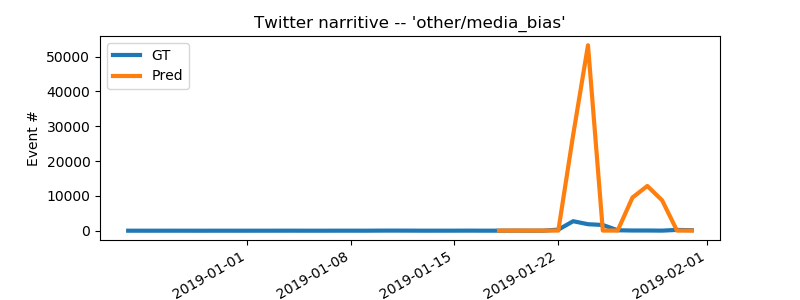 Twitter narritive -- 'other/media_bias'
GT
Pred
Event #
50000
40000
30000
20000
10000
0
2019-01-01
2019-01-08
2019-01-15
2019-01-22
2019-02-01